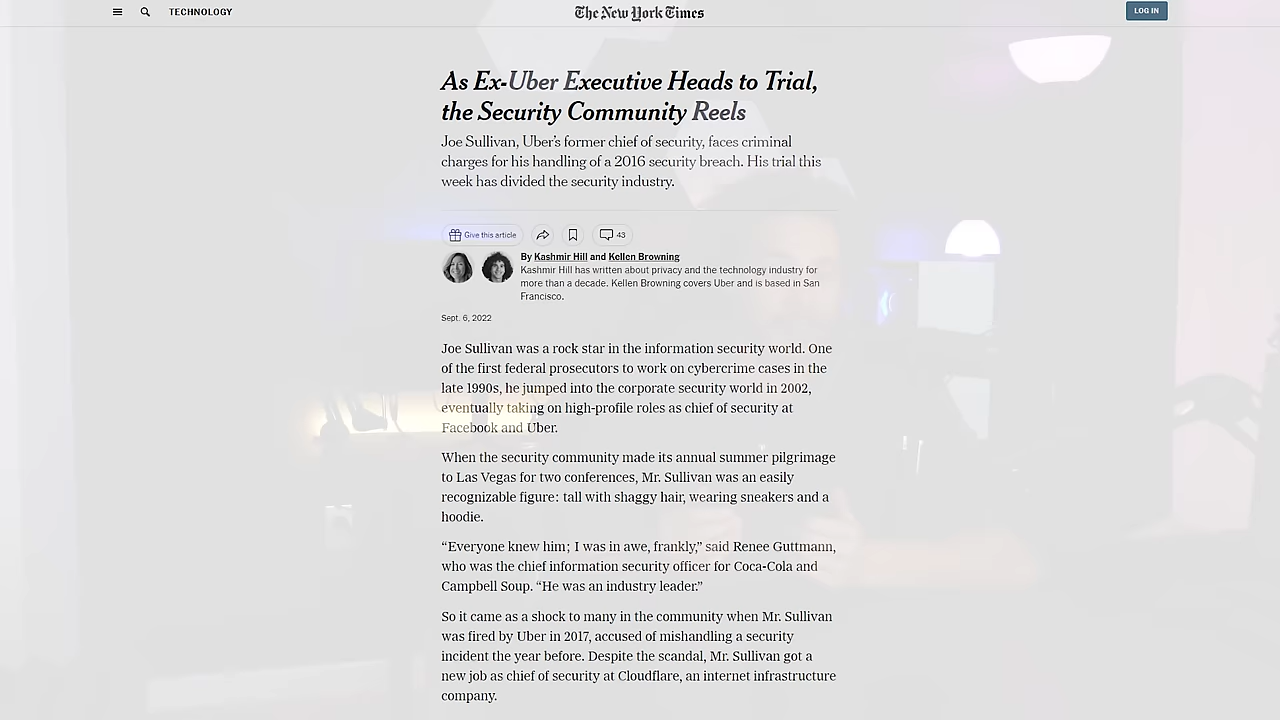 TECHNOLOGY
The New York Times
LOG IN
As Ex-Uber Executive Heads to Trial,
the Security Community Reels
Joe Sullivan, Uber’s former chief of security, faces criminal
charges for his handling of a 2016 security breach. His trial this
week has divided the security industry.
Give this article
43
By Kashmir Hill and Kellen Browning
Kashmir Hill has written about privacy and the technology industry for
more than a decade. Kellen Browning covers Uber and is based in San
Francisco.
Sept. 6, 2022
Joe Sullivan was a rock star in the information security world. One
of the first federal prosecutors to work on cybercrime cases in the
late 1990s, he jumped into the corporate security world in 2002,
eventually taking on high-profile roles as chief of security at
Facebook and Uber.
When the security community made its annual summer pilgrimage
to Las Vegas for two conferences, Mr. Sullivan was an easily
recognizable figure: tall with shaggy hair, wearing sneakers and a
hoodie.
“Everyone knew him; I was in awe, frankly,” said Renee Guttmann,
who was the chief information security officer for Coca-Cola and
Campbell Soup. “He was an industry leader.”
So it came as a shock to many in the community when Mr. Sullivan
was fired by Uber in 2017, accused of mishandling a security
incident the year before. Despite the scandal, Mr. Sullivan got a
new job as chief of security at Cloudflare, an internet infrastructure
company.